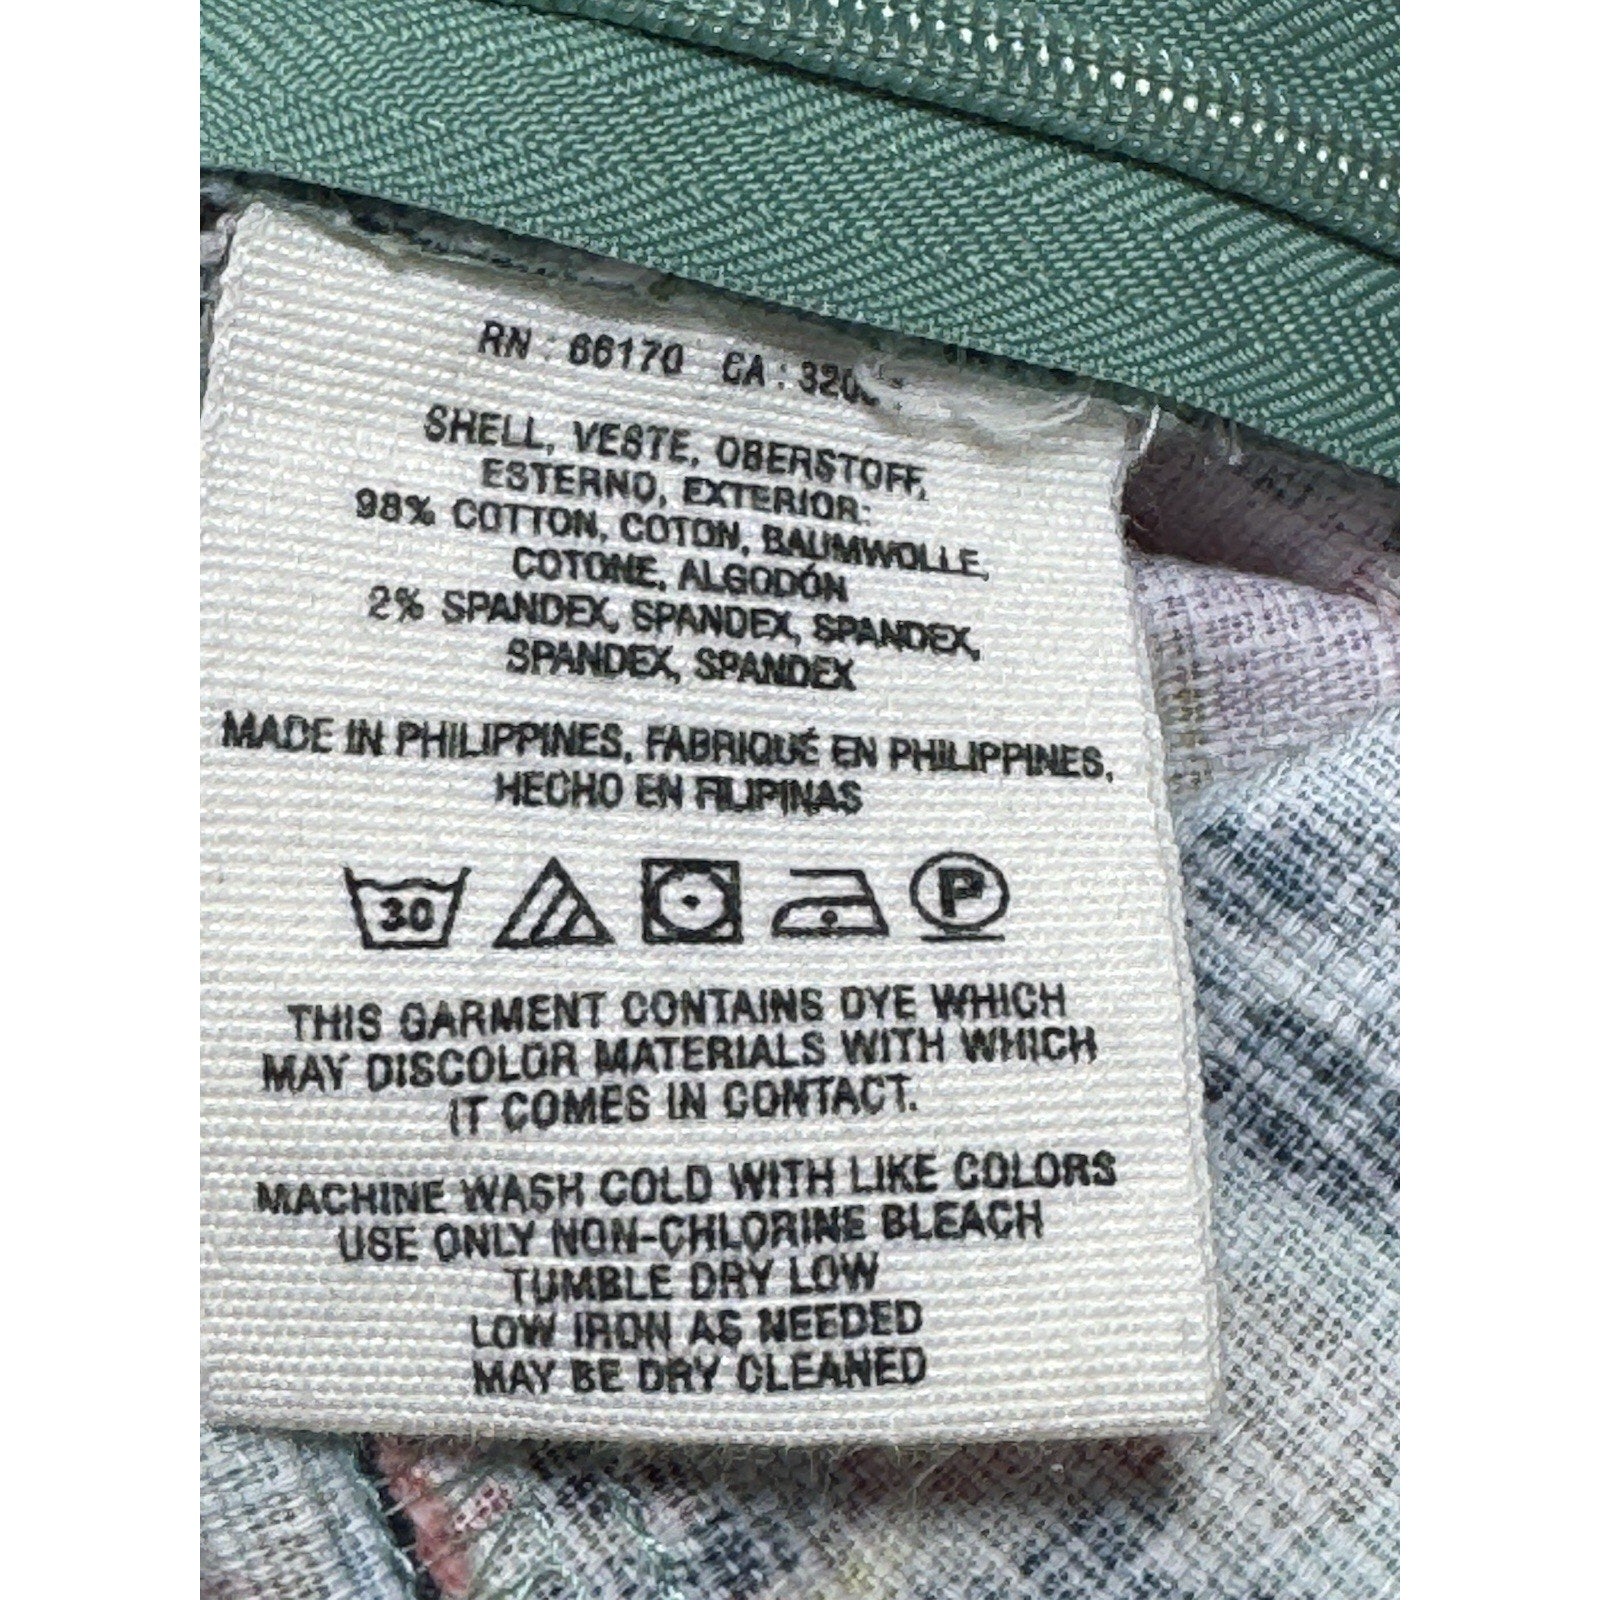 RN : 66170 CA :
SHELL, VESTE, OBERSTOFF,
ESTERNO, EXTERIOR:
98% COTTON, COTON, BAUMWOLLE,
COTONE, ALGODÓN
2% SPANDEX, SPANDEX, SPANDEX,
SPANDEX, SPANDEX
MADE IN PHILIPPINES, FABRIQUÉ EN PHILIPPINES,
HECHO EN FILIPINAS
30 P
THIS GARMENT CONTAINS DYE WHICH
MAY DISCOLOR MATERIALS WITH WHICH
IT COMES IN CONTACT.
MACHINE WASH COLD WITH LIKE COLORS
USE ONLY NON-CHLORINE BLEACH
TUMBLE DRY LOW
LOW IRON AS NEEDED
MAY BE DRY CLEANED